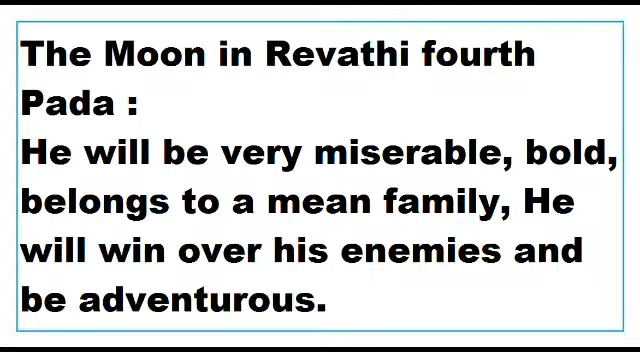 The Moon in Revathi fourth
Pada :
He will be very miserable, bold,
belongs to a mean family, He
will win over his enemies and
be adventurous.